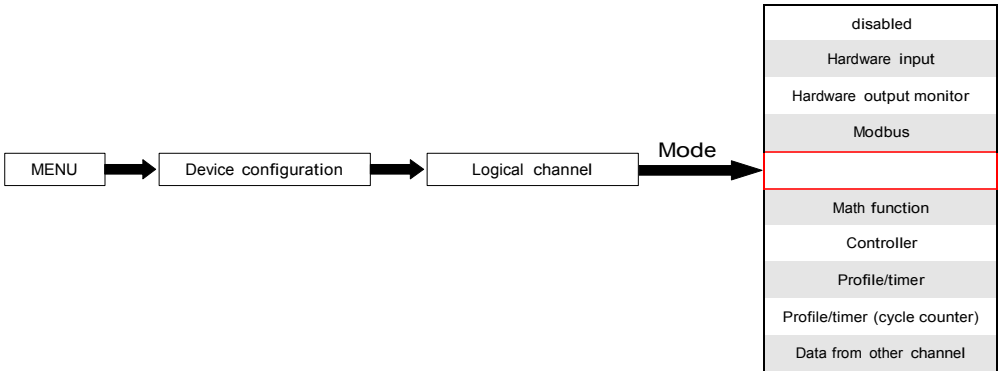 disabled
Hardware input
Hardware output monitor
Modbus
MENU
Device configuration
Logical channel
Mode
Math function
Controller
Profile/timer
Profile/timer (cycle counter)
Data from other channel